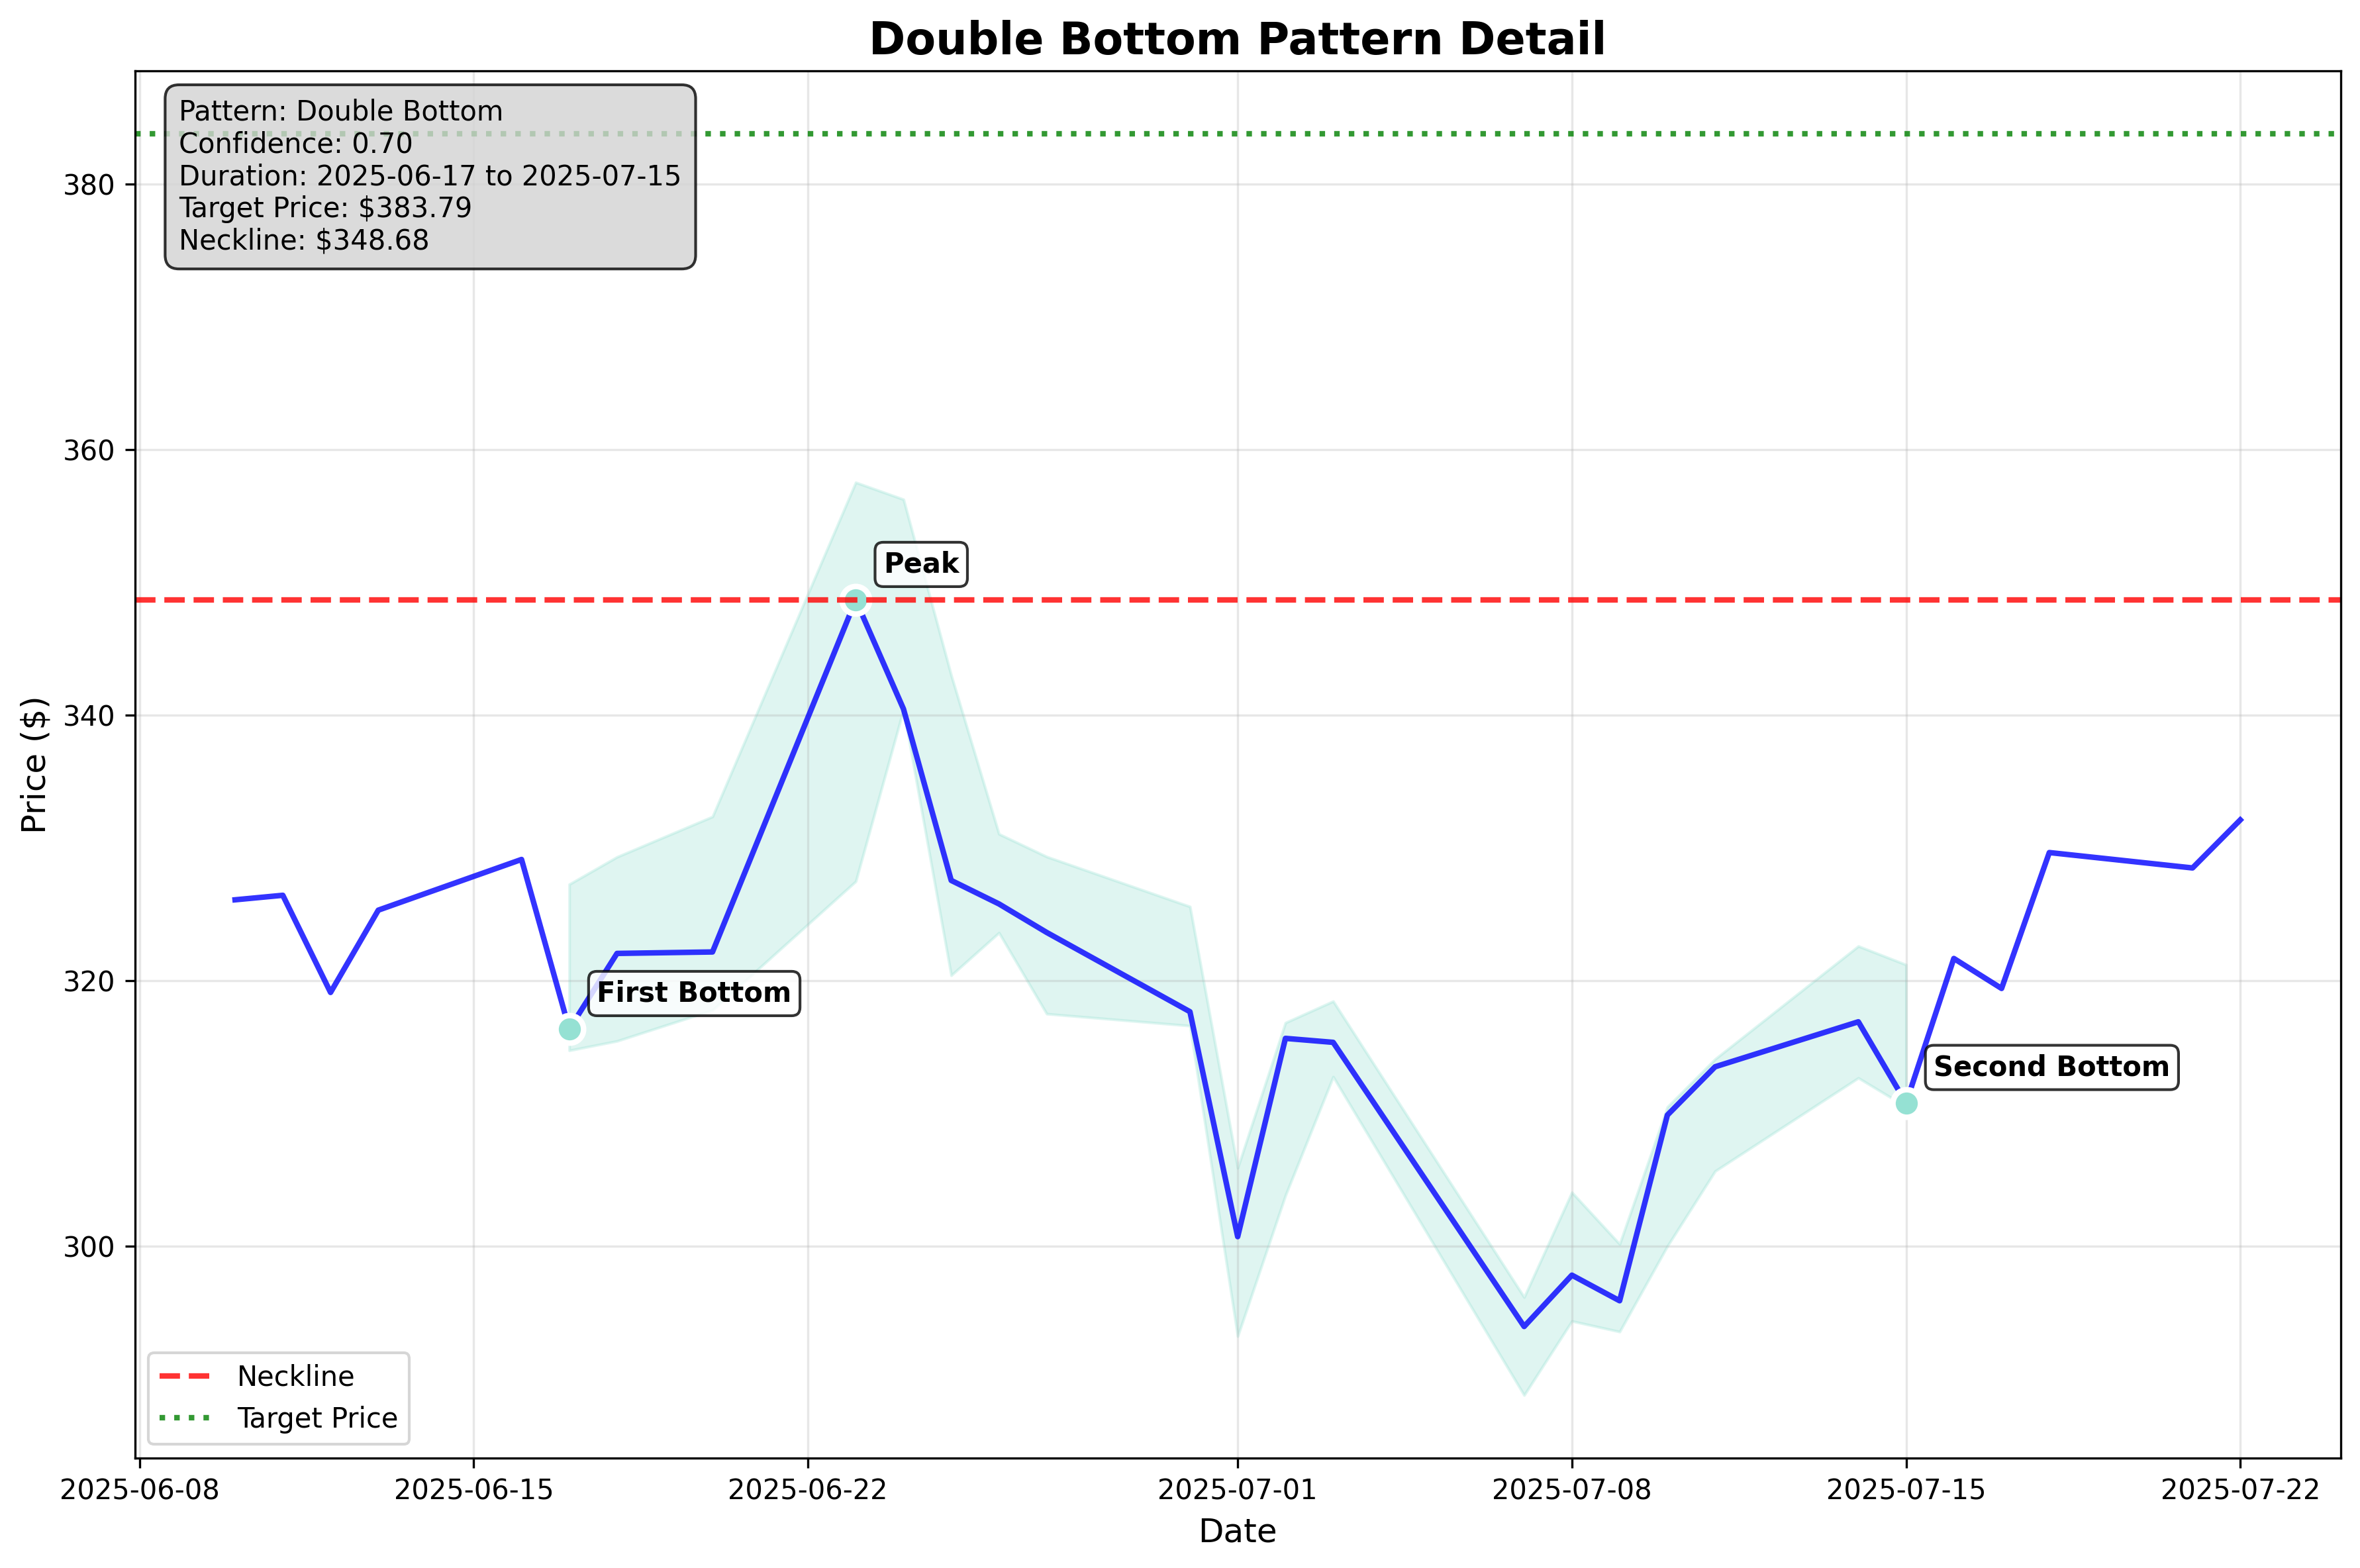 Double Bottom Pattern Detail
Pattern: Double Bottom
Confidence: 0.70
Duration: 2025-06-17 to 2025-07-15
Target Price: $383.79
Neckline: $348.68
380
360
340
320
300
Price ($)
Peak
First Bottom
Second Bottom
Neckline
Target Price
2025-06-08
2025-06-15
2025-06-22
2025-07-01
2025-07-08
2025-07-15
2025-07-22
Date